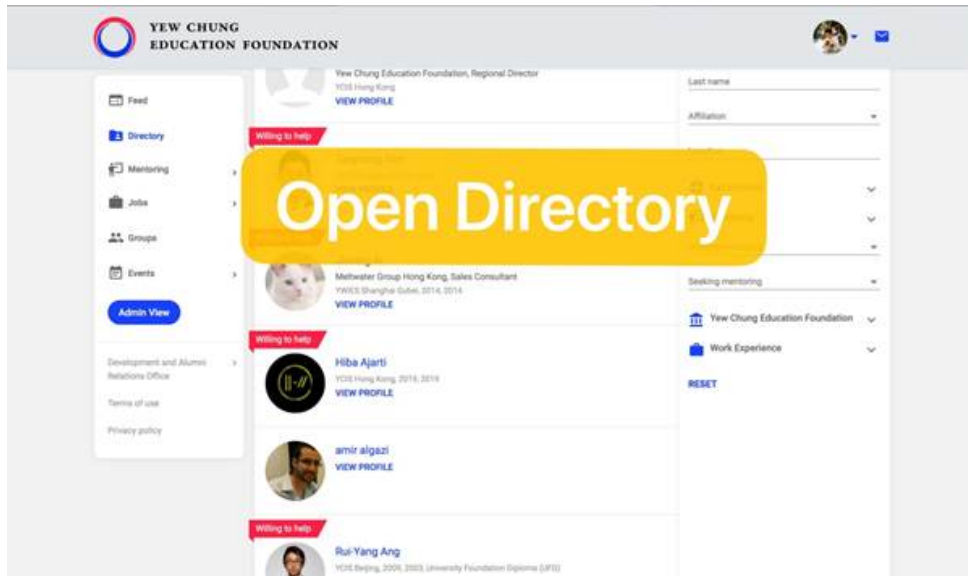 YEW CHUNG
EDUCATION FOUNDATION
Feed
Directory
Mentoring
Jobs
Groups
Events
Admin View
Development and Alumni
Relations Office
Terms of use
Privacy policy
Yew Chung Education Foundation, Regional Director
YCIS Hong Kong
VIEW PROFILE
Willing to help
Open Directory
Meltwater Group Hong Kong, Sales Consultant
YWIES Shanghai Gubei, 2014, 2014
VIEW PROFILE
Willing to help
Hiba Ajarti
YCIS Hong Kong, 2019, 2019
VIEW PROFILE
amir algazi
VIEW PROFILE
Willing to help
Rui-Yang Ang
YCIS Beijing, 2009, 2003, University Foundation Diploma (UFD)
Last name
Affiliation
Seeking mentoring
Yew Chung Education Foundation
Work Experience
RESET